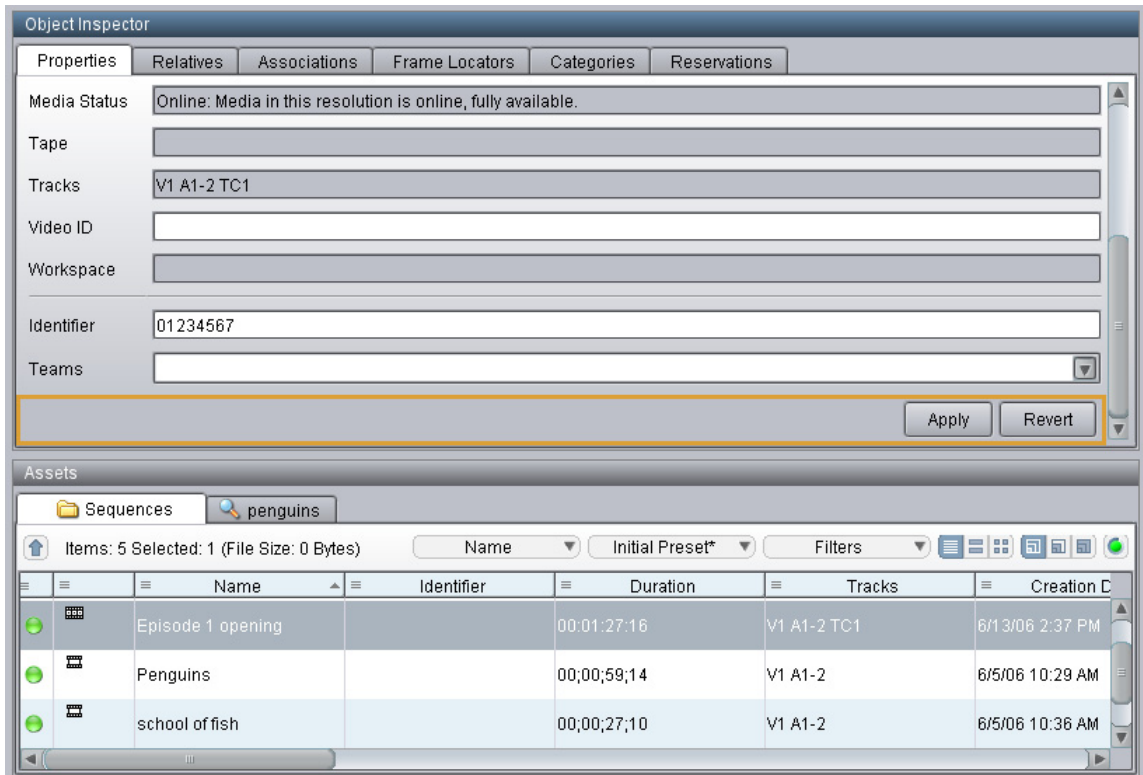 Object Inspector
Properties Relatives Associations Frame Locators Categories Reservations
Media Status Online: Media in this resolution is online, fully available.
Tape
Tracks V1 A1-2 TC1
Video ID
Workspace
Identifier 01234567
Teams
Apply Revert
Assets
Sequences penguins
Items: 5 Selected: 1 (File Size: 0 Bytes) Name Initial Preset* Filters
Name Identifier Duration Tracks Creation D
Episode 1 opening 00:01:27:16 V1 A1-2 TC1 6/13/06 2:37 PM
Penguins 00;00;59;14 V1 A1-2 6/5/06 10:29 AM
school of fish 00;00;27;10 V1 A1-2 6/5/06 10:36 AM